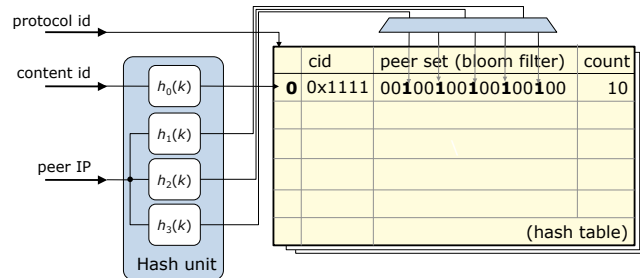 protocol id
cid peer set (bloom filter) count
content id h0(k) 0 0x1111 00100100100100100 10
h1(k)
peer IP h2(k)
h3(k)
(hash table)
Hash unit